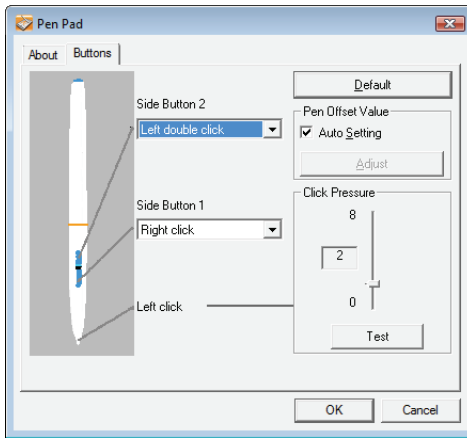 Pen Pad
About
Buttons
Side Button 2
Left double click
Side Button 1
Right click
Left click
Default
Pen Offset Value
Auto Setting
Adjust
Click Pressure
8
2
0
Test
OK
Cancel